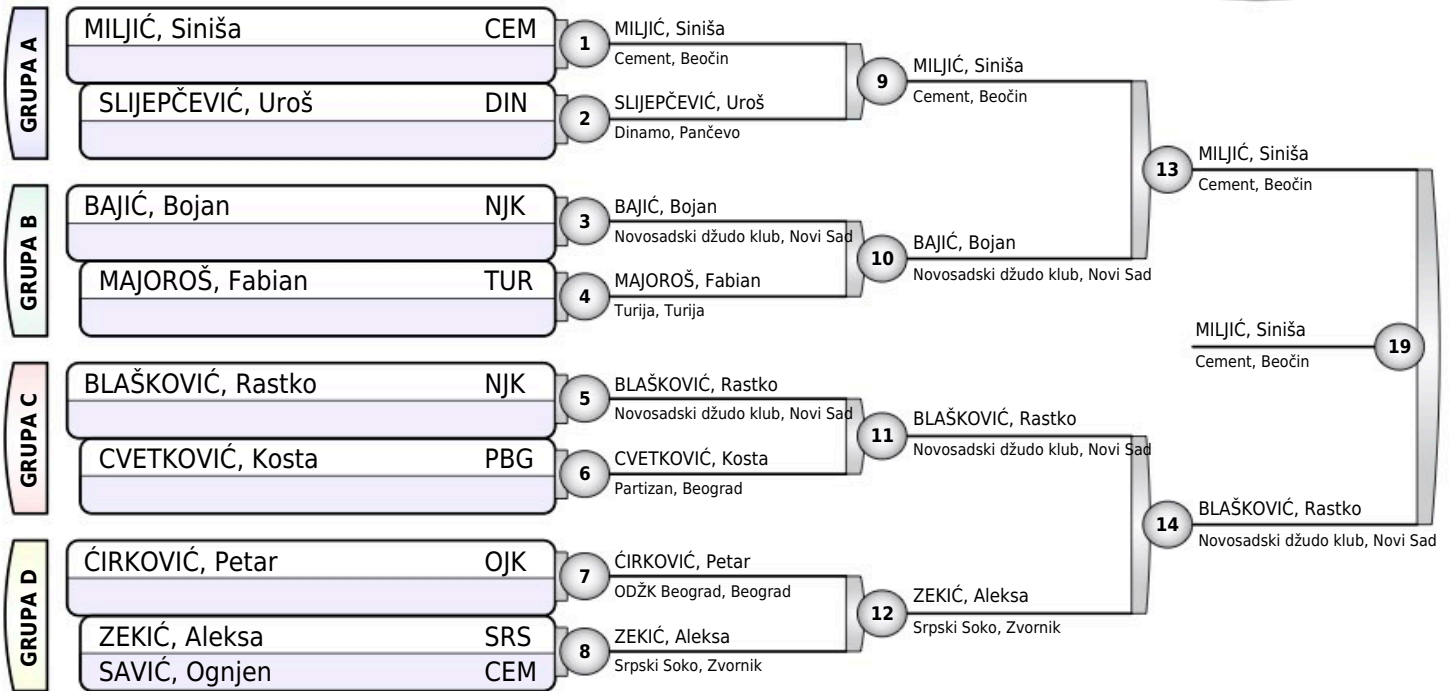 GRUPA A
MILJIĆ, Siniša CEM
SLIJEPČEVIĆ, Uroš DIN
GRUPA B
BAJIĆ, Bojan NJK
MAJOROŠ, Fabian TUR
GRUPA C
BLAŠKOVIĆ, Rastko NJK
CVETKOVIĆ, Kosta PBG
GRUPA D
ĆIRKOVIĆ, Petar OJK
ZEKIĆ, Aleksa SRS
SAVIĆ, Ognjen CEM
1
MILJIĆ, Siniša
Cement, Beočin
2
SLIJEPČEVIĆ, Uroš
Dinamo, Pančevo
3
BAJIĆ, Bojan
Novosadski džudo klub, Novi Sad
4
MAJOROŠ, Fabian
Turija, Turija
5
BLAŠKOVIĆ, Rastko
Novosadski džudo klub, Novi Sad
6
CVETKOVIĆ, Kosta
Partizan, Beograd
7
ĆIRKOVIĆ, Petar
ODŽK Beograd, Beograd
8
ZEKIĆ, Aleksa
Srpski Soko, Zvornik
9
MILJIĆ, Siniša
Cement, Beočin
10
BAJIĆ, Bojan
Novosadski džudo klub, Novi Sad
11
BLAŠKOVIĆ, Rastko
Novosadski džudo klub, Novi Sad
12
ZEKIĆ, Aleksa
Srpski Soko, Zvornik
13
MILJIĆ, Siniša
Cement, Beočin
14
BLAŠKOVIĆ, Rastko
Novosadski džudo klub, Novi Sad
MILJIĆ, Siniša
Cement, Beočin
19